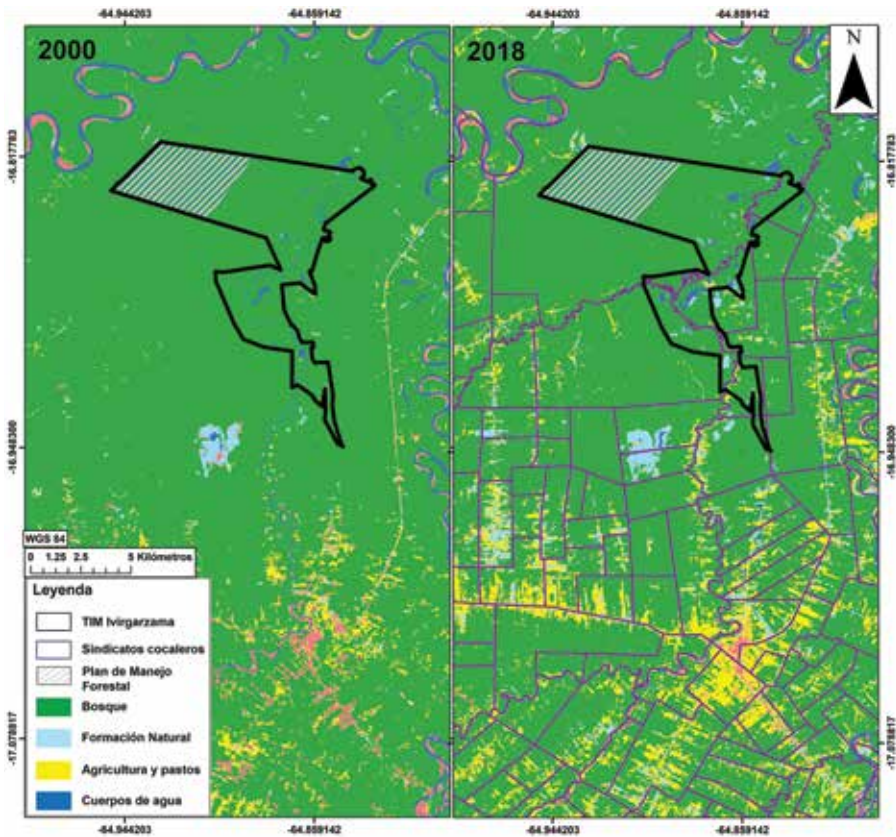 -64.944203 -64.859142 -64.944203 -64.859142
2000
2018
N
-16.817783
-16.817783
-16.948300
-16.948300
WGS 84
0 1.25 2.5 5 Kilómetros
Leyenda
TIM Ivirgarzama
Sindicatos cocaleros
Plan de Manejo
Forestal
Bosque
Formación Natural
Agricultura y pastos
Cuerpos de agua
-17.078817
-17.078817
-64.944203 -64.859142 -64.944203 -64.859142